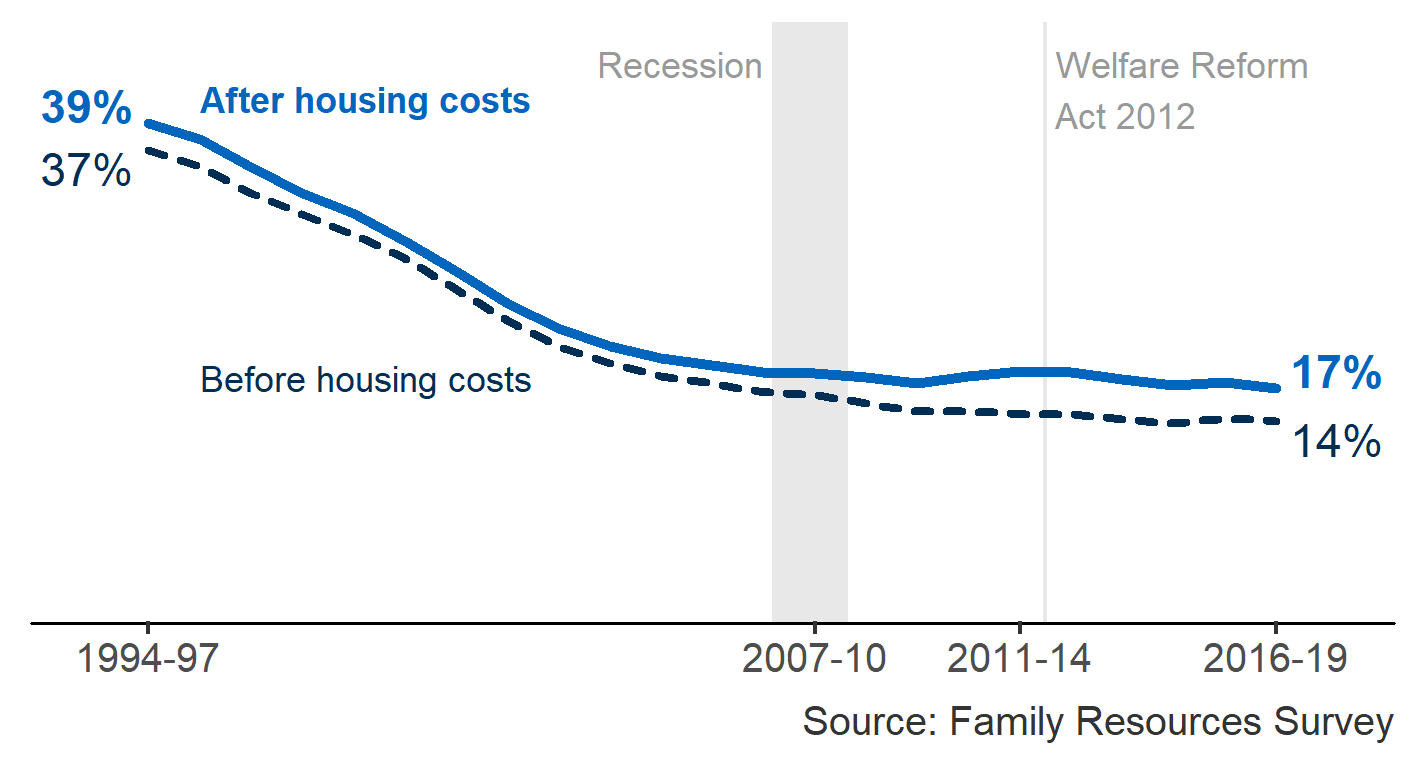 Recession
Welfare Reform
Act 2012
39%
After housing costs
37%
Before housing costs
17%
14%
1994-97
2007-10
2011-14
2016-19
Source: Family Resources Survey